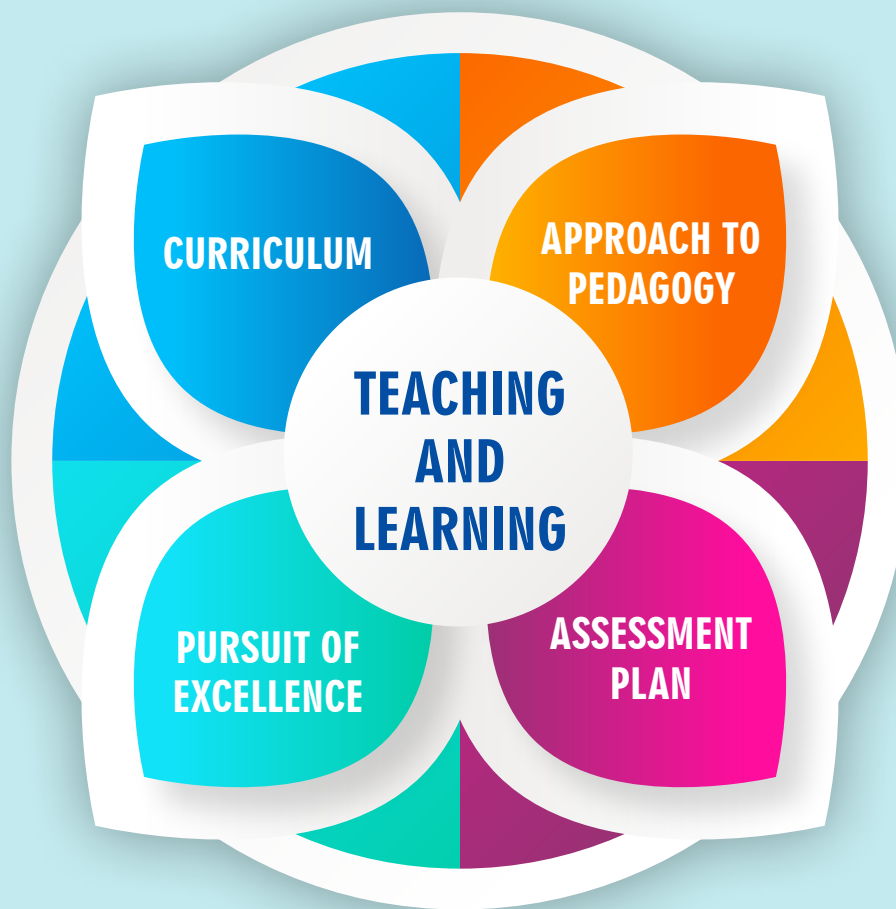 CURRICULUM
APPROACH TO
PEDAGOGY
TEACHING
AND
LEARNING
PURSUIT OF
EXCELLENCE
ASSESSMENT
PLAN